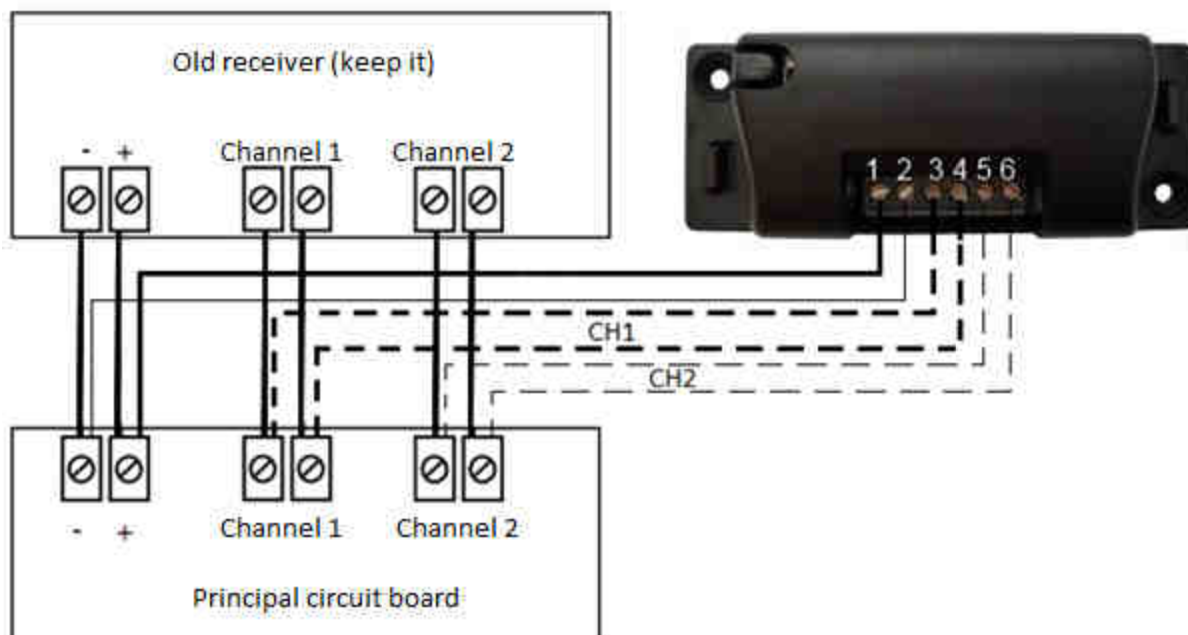 Old receiver (keep it)
- +
Channel 1
Channel 2
1 2 3 4 5 6
CH1
CH2
- +
Channel 1
Channel 2
Principal circuit board